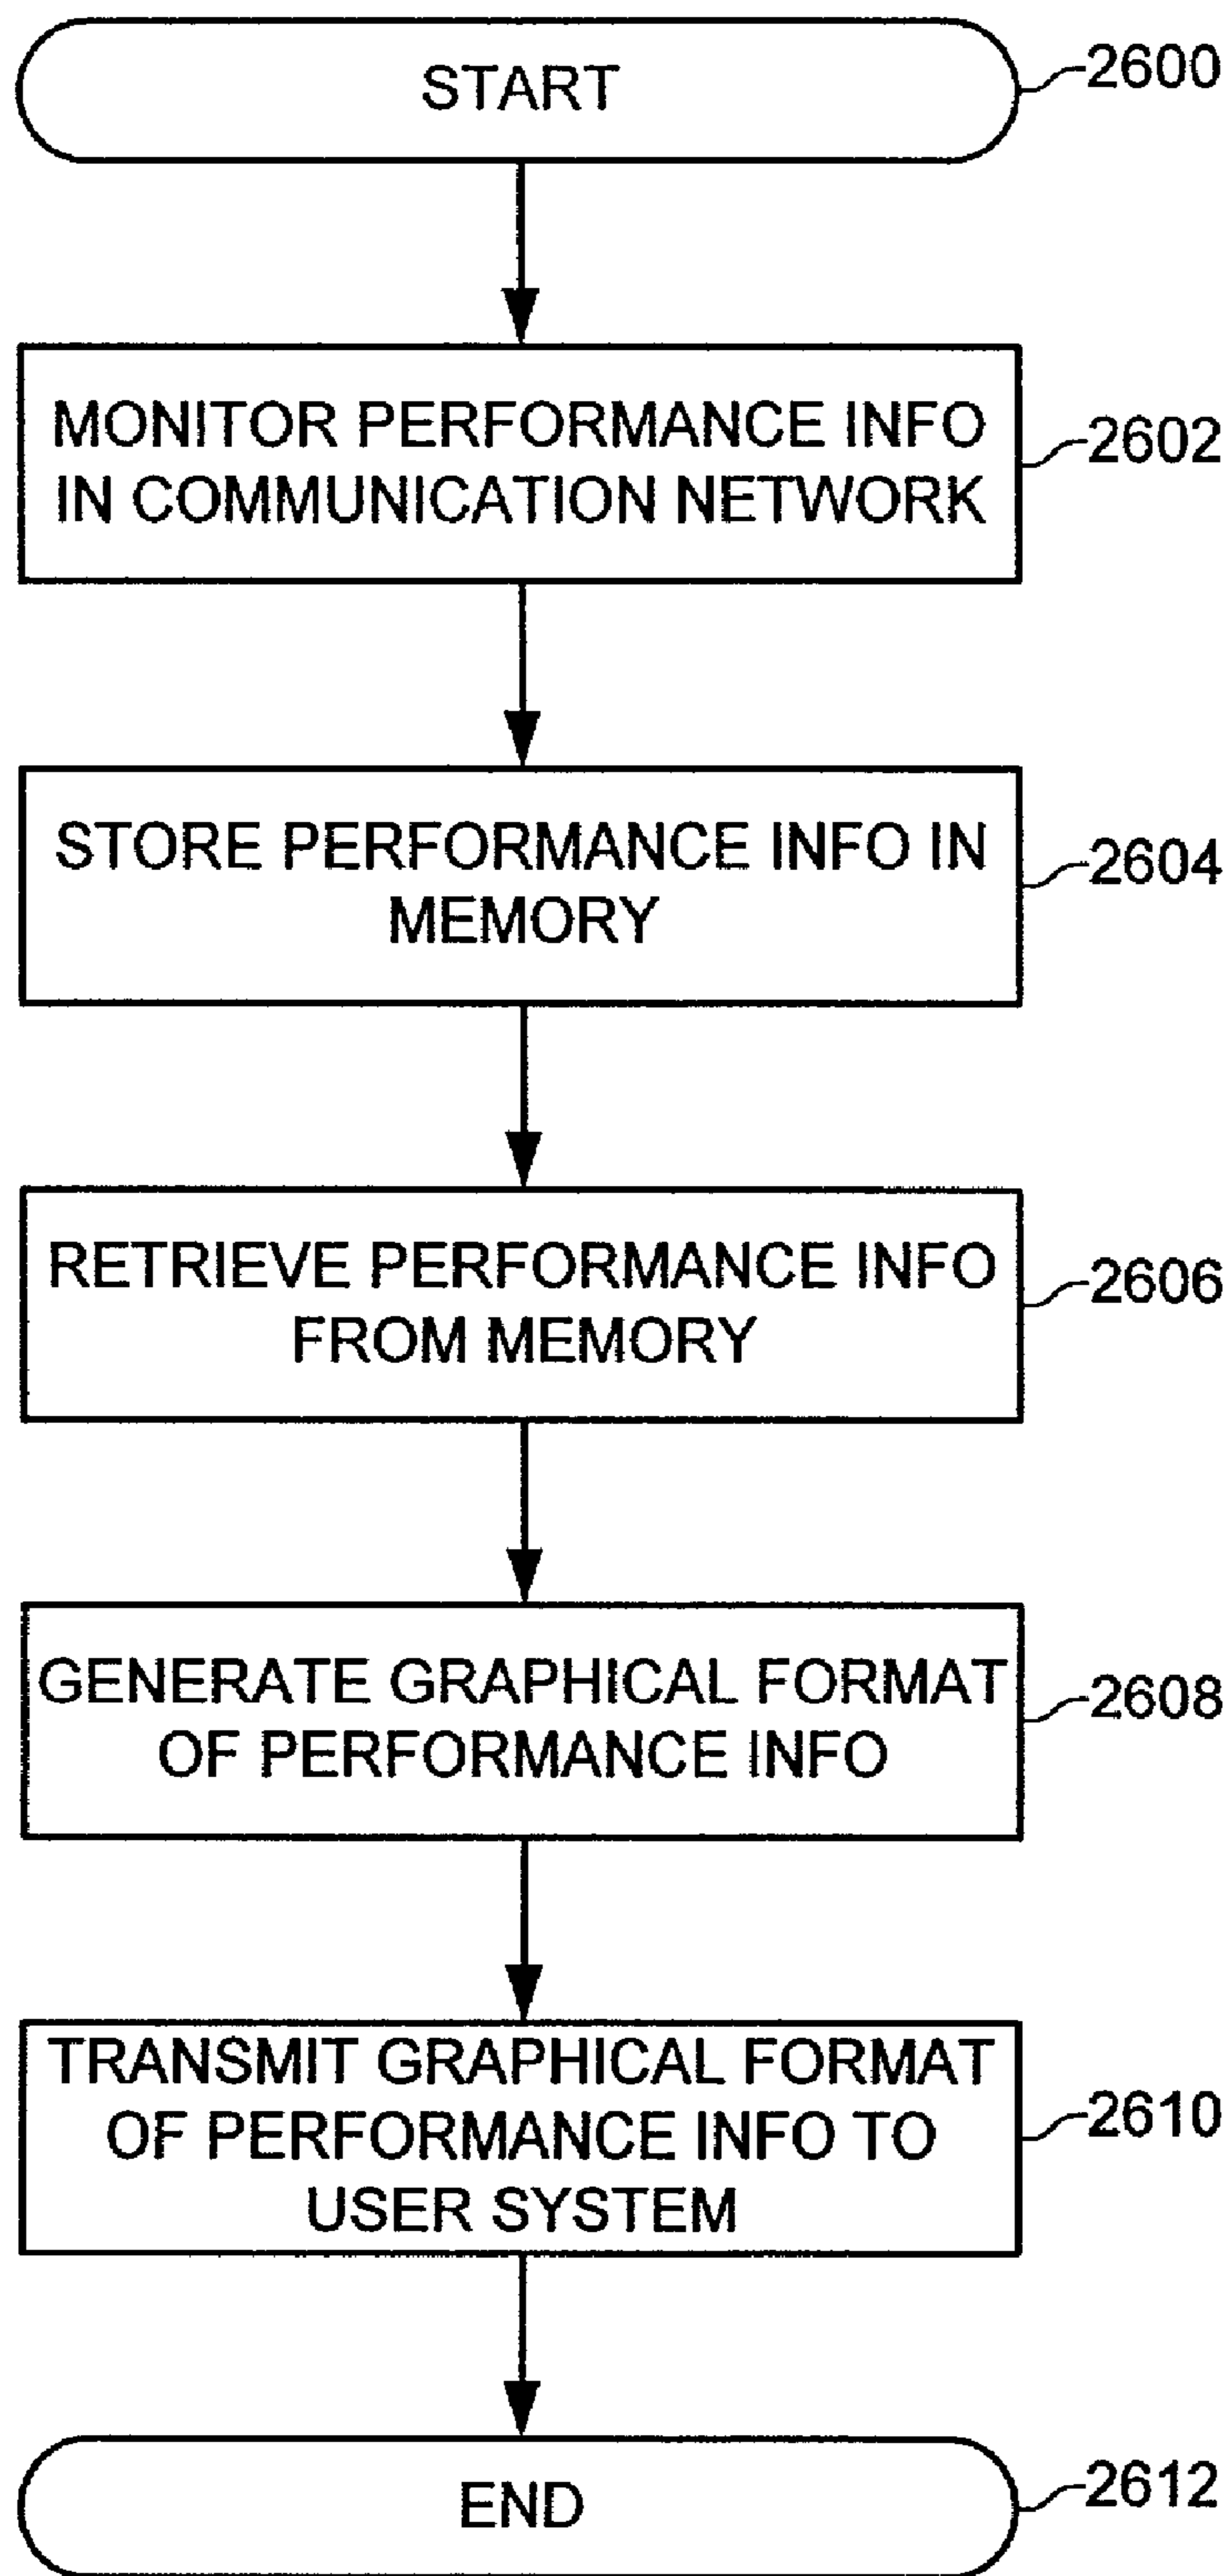 START
2600
MONITOR PERFORMANCE INFO
IN COMMUNICATION NETWORK
2602
STORE PERFORMANCE INFO IN
MEMORY
2604
RETRIEVE PERFORMANCE INFO
FROM MEMORY
2606
GENERATE GRAPHICAL FORMAT
OF PERFORMANCE INFO
2608
TRANSMIT GRAPHICAL FORMAT
OF PERFORMANCE INFO TO
USER SYSTEM
2610
END
2612